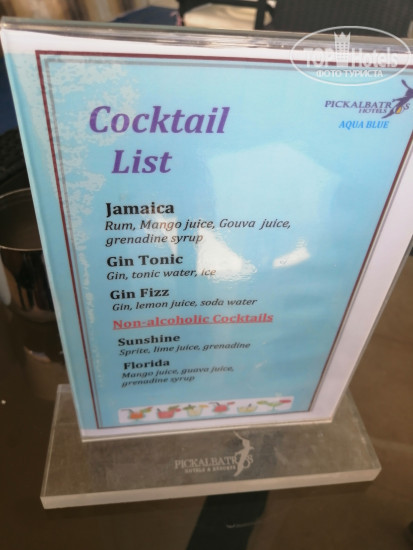 TOP Hotels
ФОТО ТУРИСТА
PICKALBATROS
HOTELS
AQUA BLUE
Cocktail
List
Jamaica
Rum, Mango juice, Gouva juice,
grenadine syrup
Gin Tonic
Gin, tonic water, ice
Gin Fizz
Gin, lemon juice, soda water
Non-alcoholic Cocktails
Sunshine
Sprite, lime juice, grenadine
Florida
Mango juice, guava juice,
grenadine syrup
PICKALBATROS
HOTELS & RESORTS